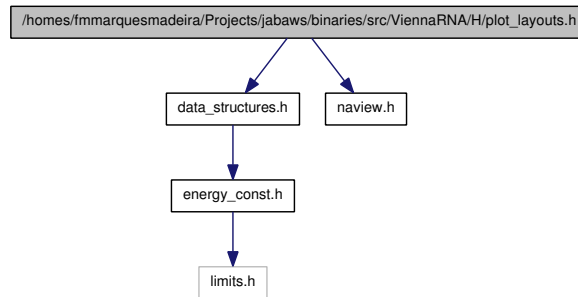 /homes/fmmarquesmadeira/Projects/jabaws/binaries/src/ViennaRNA/H/plot_layouts.h
data_structures.h
naview.h
energy_const.h
limits.h